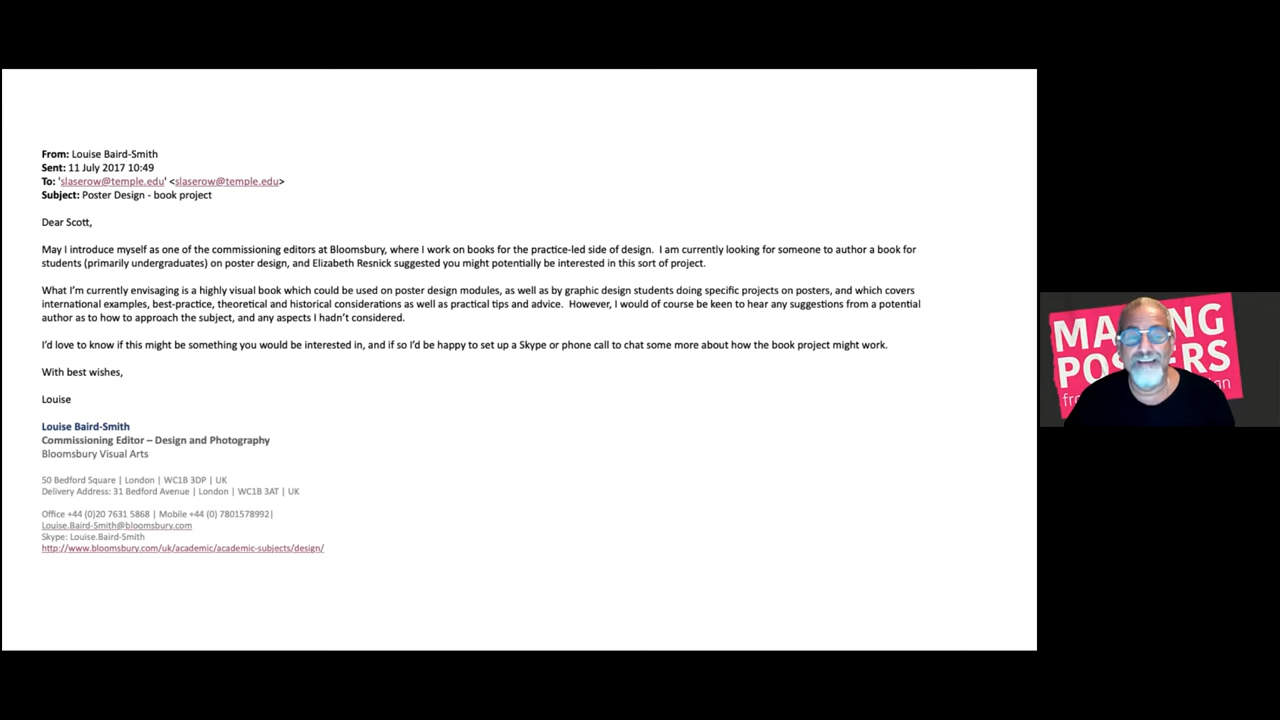 From: Louise Baird-Smith
Sent: 11 July 2017 10:49
To: 'slaserow@temple.edu' <slaserow@temple.edu>
Subject: Poster Design - book project
Dear Scott,
May I introduce myself as one of the commissioning editors at Bloomsbury, where I work on books for the practice-led side of design.  I am currently looking for someone to author a book for
students (primarily undergraduates) on poster design, and Elizabeth Resnick suggested you might potentially be interested in this sort of project.
What I'm currently envisaging is a highly visual book which could be used on poster design modules, as well as by graphic design students doing specific projects on posters, and which covers
international examples, best-practice, theoretical and historical considerations as well as practical tips and advice.  However, I would of course be keen to hear any suggestions from a potential
author as to how to approach the subject, and any aspects I hadn't considered.
I'd love to know if this might be something you would be interested in, and if so I'd be happy to set up a Skype or phone call to chat some more about how the book project might work.
With best wishes,
Louise
Louise Baird-Smith
Commissioning Editor – Design and Photography
Bloomsbury Visual Arts
50 Bedford Square | London | WC1B 3DP | UK
Delivery Address: 31 Bedford Avenue | London | WC1B 3AT | UK
Office +44 (0)20 7631 5868 | Mobile +44 (0) 7801578992|
Louise.Baird-Smith@bloomsbury.com
Skype: Louise.Baird-Smith
http://www.bloomsbury.com/uk/academic/academic-subjects/design/